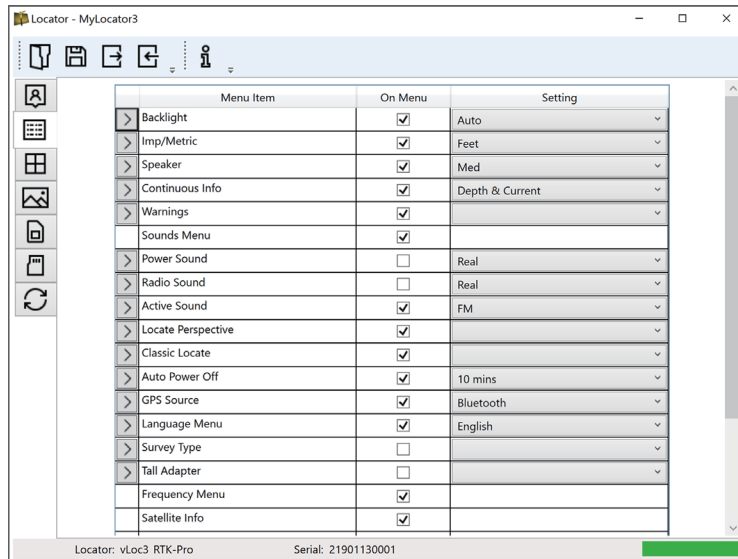 Locator - MyLocator3
Menu Item On Menu Setting
Backlight Auto
Imp/Metric Feet
Speaker Med
Continuous Info Depth & Current
Warnings
Sounds Menu
Power Sound Real
Radio Sound Real
Active Sound FM
Locate Perspective
Classic Locate
Auto Power Off 10 mins
GPS Source Bluetooth
Language Menu English
Survey Type
Tall Adapter
Frequency Menu
Satellite Info
Locator: vLoc3 RTK-Pro Serial: 21901130001